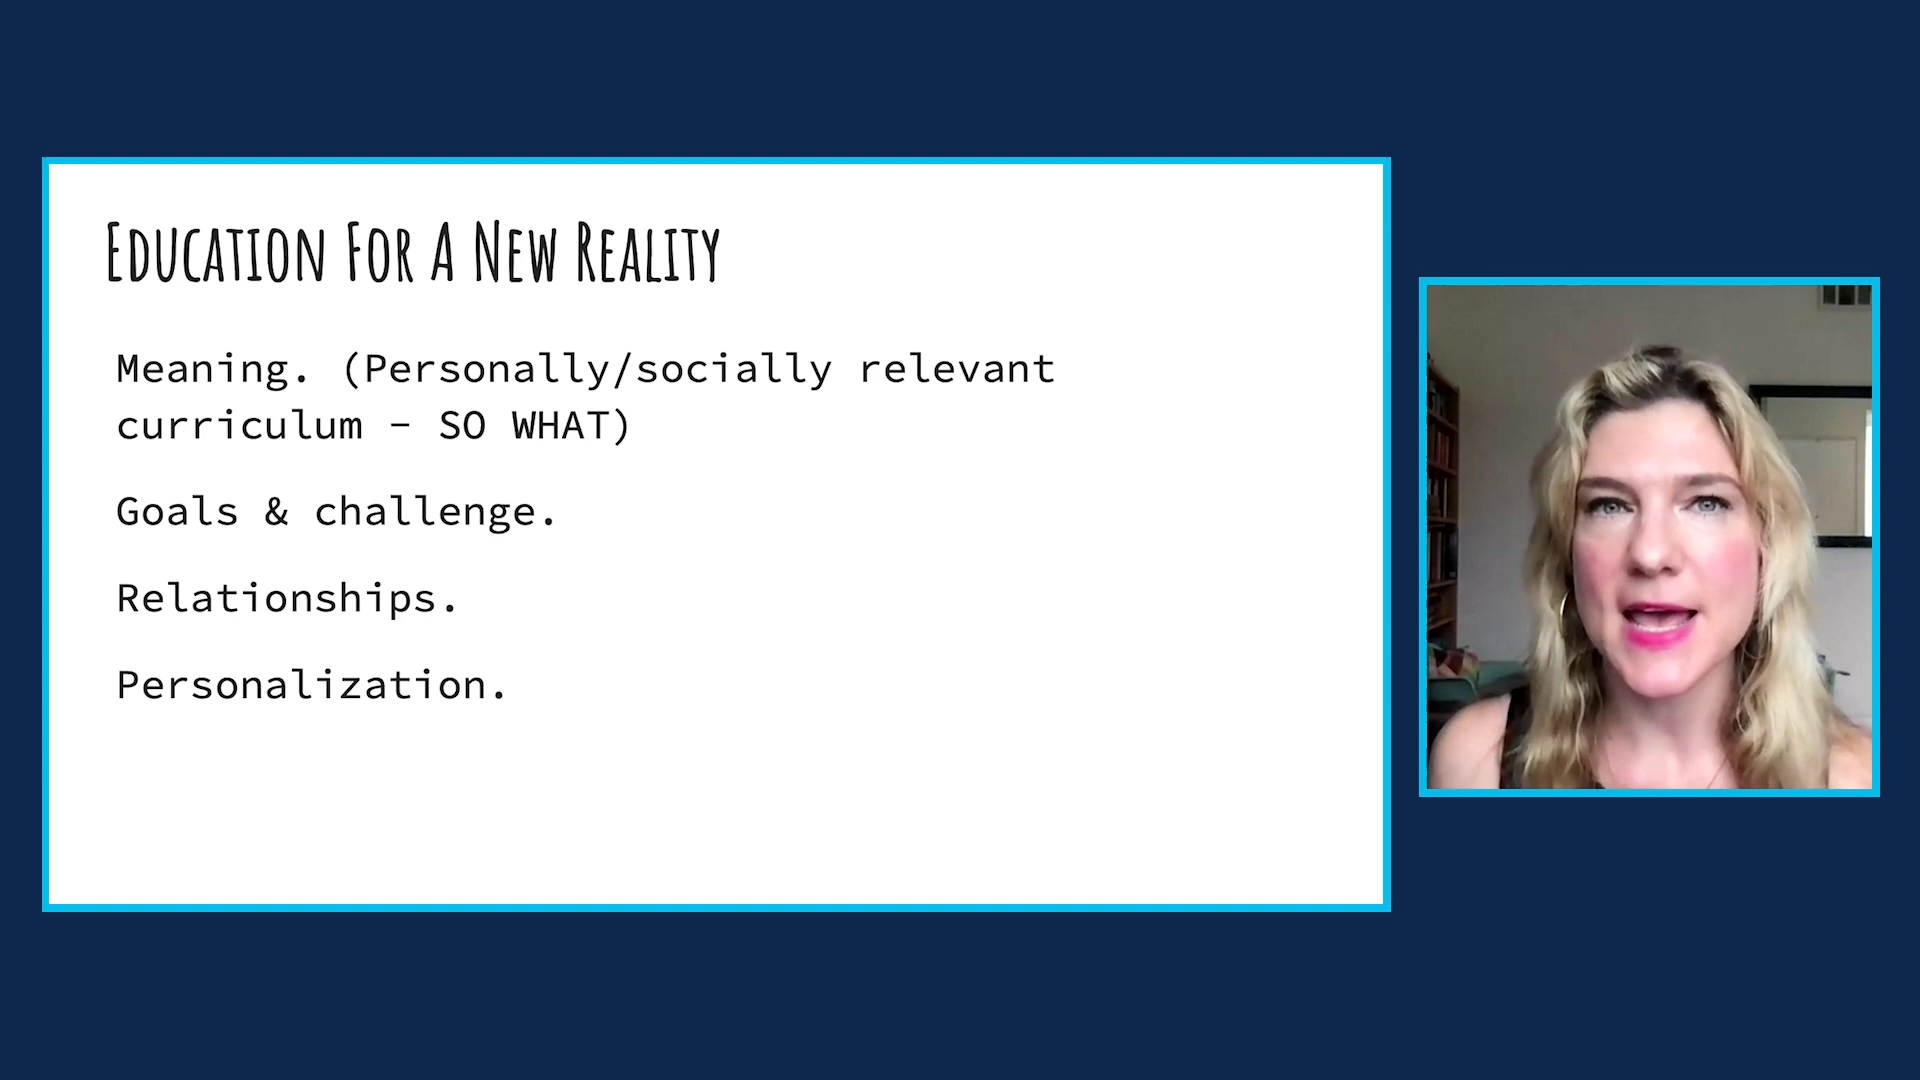 Education For A New Reality
Meaning. (Personally/socially relevant
curriculum – SO WHAT)
Goals & challenge.
Relationships.
Personalization.